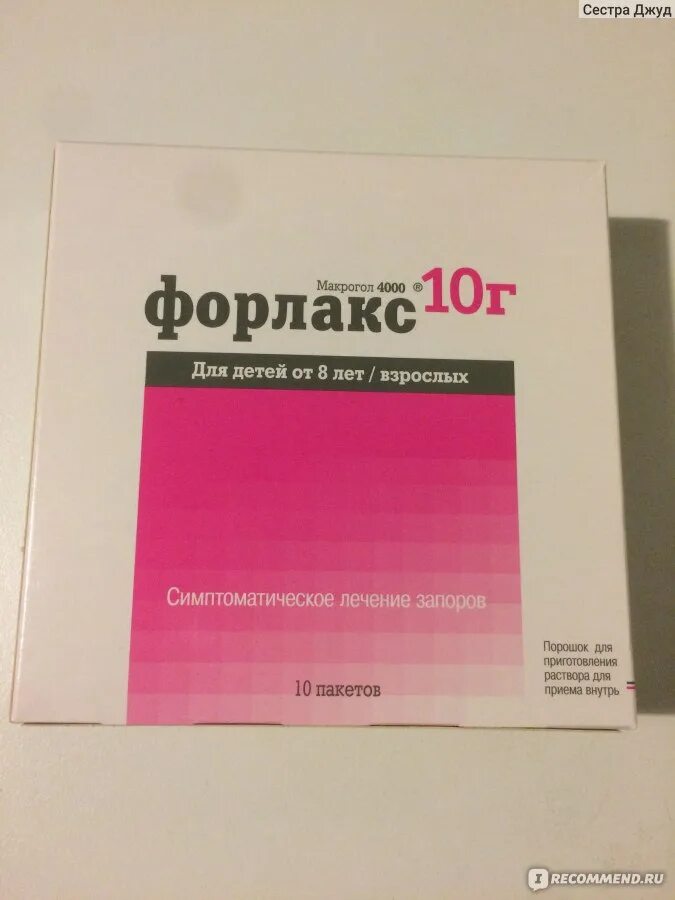 Сестра Джуд
Макрогол 4000 ®
форлакс 10г
Для детей от 8 лет / взрослых
Симптоматическое лечение запоров
10 пакетов
Порошок для
приготовления
раствора для
приема внутрь
IRECOMMEND.RU